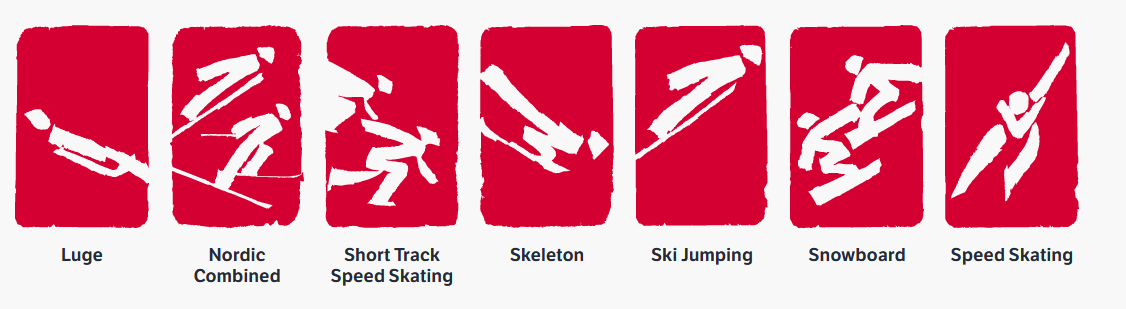 Luge
Nordic
Combined
Short Track
Speed Skating
Skeleton
Ski Jumping
Snowboard
Speed Skating